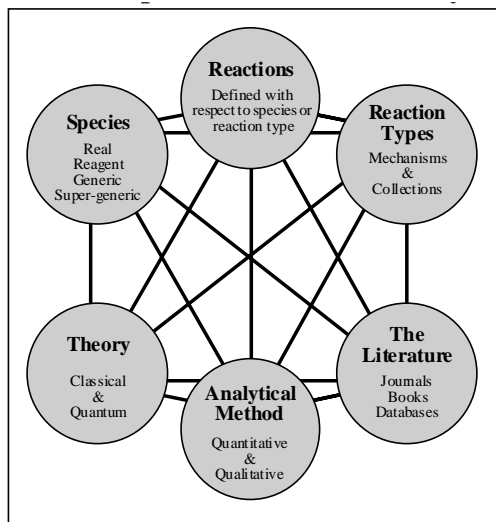 Reactions
Defined with
respect to species or
reaction type
Species
Real
Reagent
Generic
Super-generic
Reaction
Types
Mechanisms
&
Collections
Theory
Classical
&
Quantum
Analytical
Method
Quantitative
&
Qualitative
The
Literature
Journals
Books
Databases